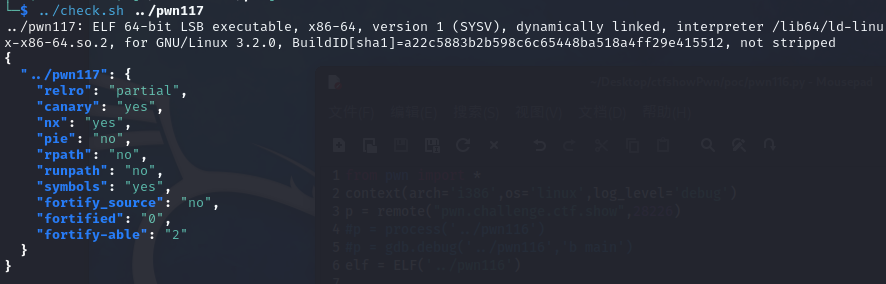 └─$ ../check.sh ../pwn117
../pwn117: ELF 64-bit LSB executable, x86-64, version 1 (SYSV), dynamically linked, interpreter /lib64/ld-linu
x-x86-64.so.2, for GNU/Linux 3.2.0, BuildID[sha1]=a22c5883b2b598c6c65448ba518a4ff29e415512, not stripped
{
"../pwn117": {
"relro": "partial",
"canary": "yes",
"nx": "yes",
"pie": "no",
"rpath": "no",
"runpath": "no",
"symbols": "yes",
"fortify_source": "no",
"fortified": "0",
"fortify-able": "2"
}
}
1 from pwn import *
2 context(arch='i386',os='linux',log_level='debug')
3 p = remote("pwn.challenge.ctf.show",
4 #p = process('../pwn116')
5 #p = gdb.debug('../pwn116','b main')
6 elf = ELF('../pwn116')